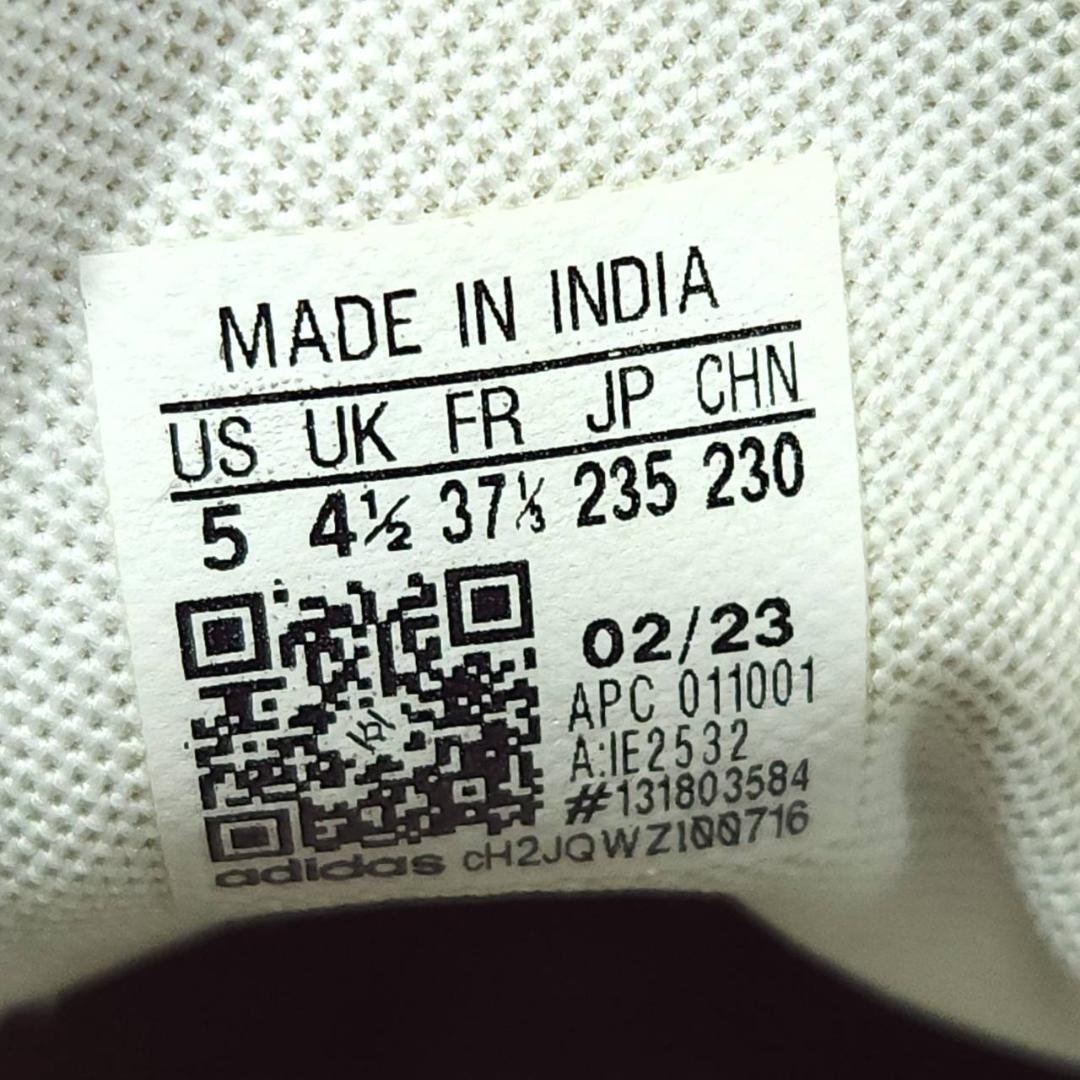 MADE IN INDIA
US UK FR JP CHN
5 4½ 37⅓ 235 230
02/23
APC 011001
A:IE2532
#131803584
adidas cH2JQWZI00716